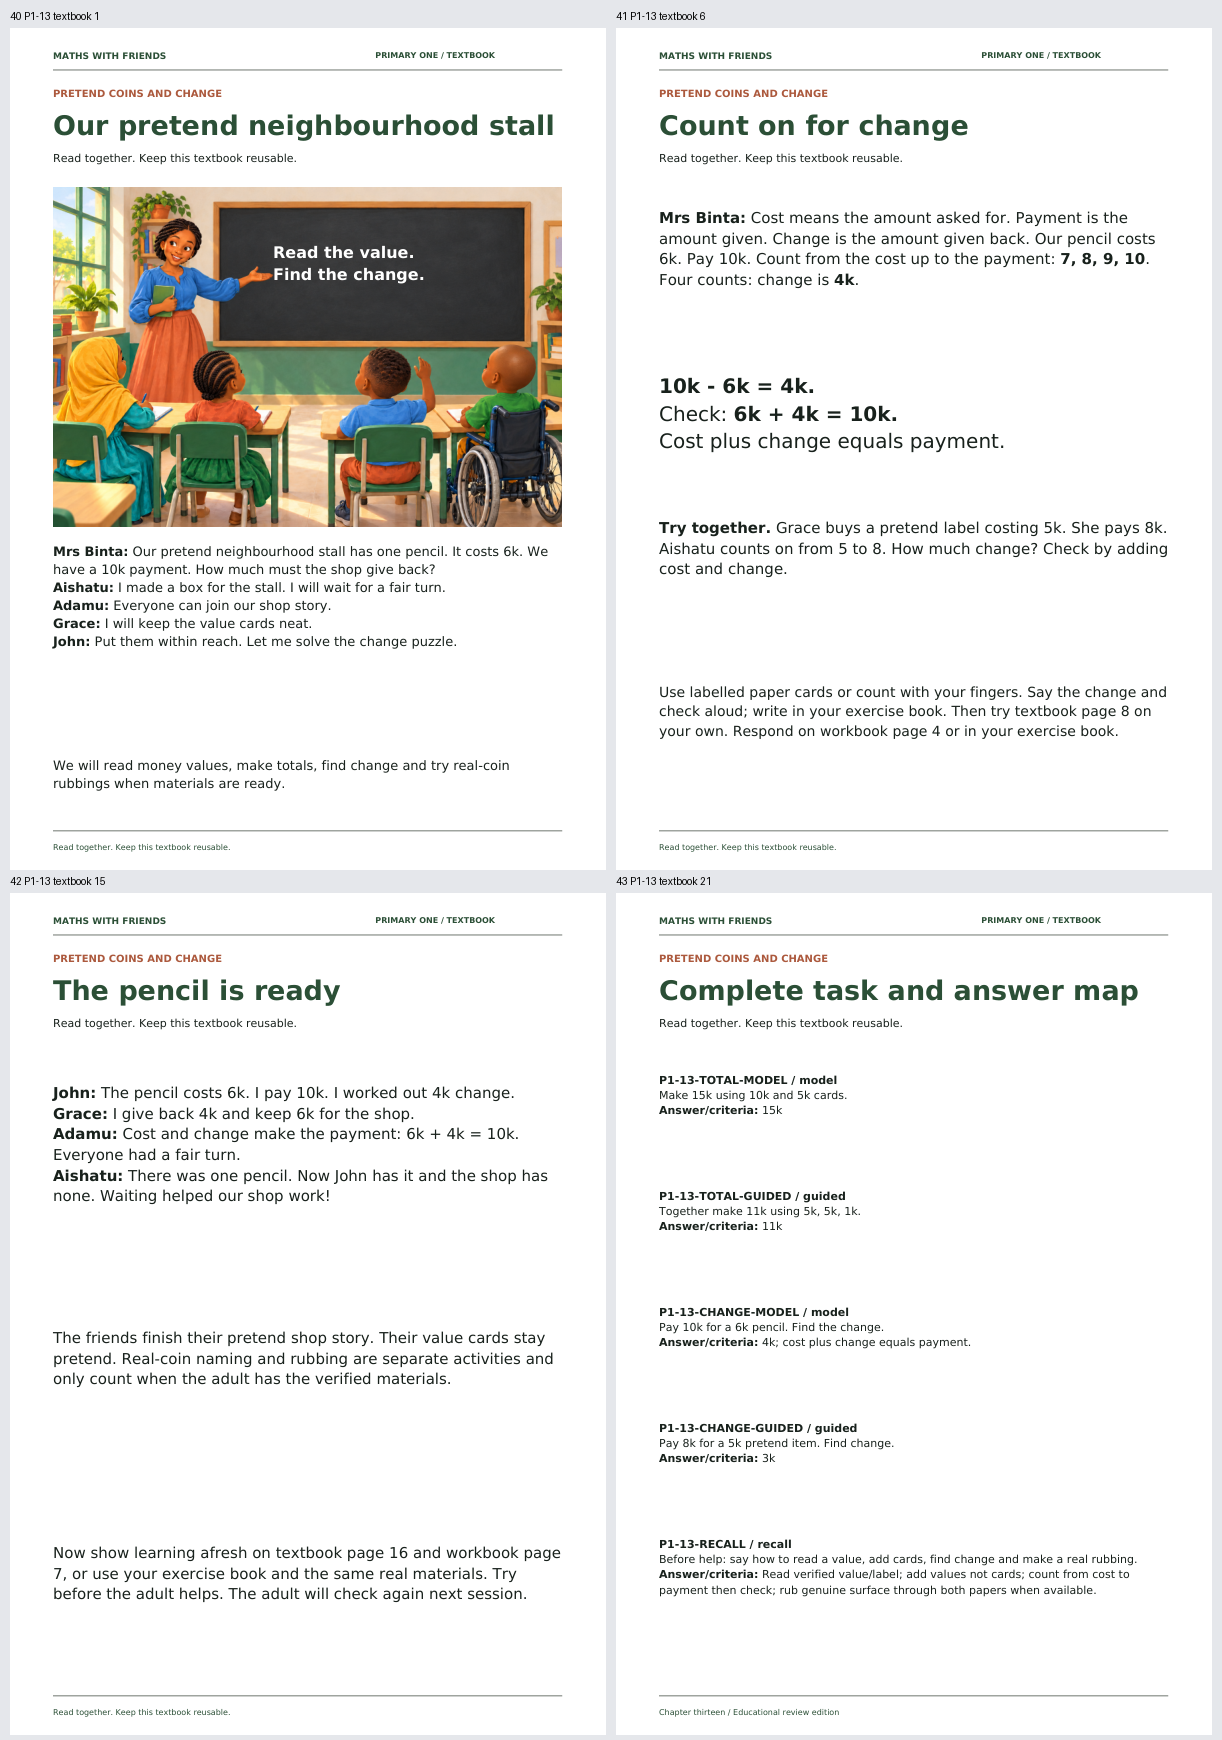 40 P1-13 textbook 1
MATHS WITH FRIENDS
PRIMARY ONE / TEXTBOOK
PRETEND COINS AND CHANGE
Our pretend neighbourhood stall
Read together. Keep this textbook reusable.
Read the value.
Find the change.
Mrs Binta: Our pretend neighbourhood stall has one pencil. It costs 6k. We
have a 10k payment. How much must the shop give back?
Aishatu: I made a box for the stall. I will wait for a fair turn.
Adamu: Everyone can join our shop story.
Grace: I will keep the value cards neat.
John: Put them within reach. Let me solve the change puzzle.
We will read money values, make totals, find change and try real-coin
rubbings when materials are ready.
Read together. Keep this textbook reusable.
41 P1-13 textbook 6
MATHS WITH FRIENDS
PRIMARY ONE / TEXTBOOK
PRETEND COINS AND CHANGE
Count on for change
Read together. Keep this textbook reusable.
Mrs Binta: Cost means the amount asked for. Payment is the
amount given. Change is the amount given back. Our pencil costs
6k. Pay 10k. Count from the cost up to the payment: 7, 8, 9, 10.
Four counts: change is 4k.
10k - 6k = 4k.
Check: 6k + 4k = 10k.
Cost plus change equals payment.
Try together. Grace buys a pretend label costing 5k. She pays 8k.
Aishatu counts on from 5 to 8. How much change? Check by adding
cost and change.
Use labelled paper cards or count with your fingers. Say the change and
check aloud; write in your exercise book. Then try textbook page 8 on
your own. Respond on workbook page 4 or in your exercise book.
Read together. Keep this textbook reusable.
42 P1-13 textbook 15
MATHS WITH FRIENDS
PRIMARY ONE / TEXTBOOK
PRETEND COINS AND CHANGE
The pencil is ready
Read together. Keep this textbook reusable.
John: The pencil costs 6k. I pay 10k. I worked out 4k change.
Grace: I give back 4k and keep 6k for the shop.
Adamu: Cost and change make the payment: 6k + 4k = 10k.
Everyone had a fair turn.
Aishatu: There was one pencil. Now John has it and the shop has
none. Waiting helped our shop work!
The friends finish their pretend shop story. Their value cards stay
pretend. Real-coin naming and rubbing are separate activities and
only count when the adult has the verified materials.
Now show learning afresh on textbook page 16 and workbook page
7, or use your exercise book and the same real materials. Try
before the adult helps. The adult will check again next session.
Read together. Keep this textbook reusable.
43 P1-13 textbook 21
MATHS WITH FRIENDS
PRIMARY ONE / TEXTBOOK
PRETEND COINS AND CHANGE
Complete task and answer map
Read together. Keep this textbook reusable.
P1-13-TOTAL-MODEL / model
Make 15k using 10k and 5k cards.
Answer/criteria: 15k
P1-13-TOTAL-GUIDED / guided
Together make 11k using 5k, 5k, 1k.
Answer/criteria: 11k
P1-13-CHANGE-MODEL / model
Pay 10k for a 6k pencil. Find the change.
Answer/criteria: 4k; cost plus change equals payment.
P1-13-CHANGE-GUIDED / guided
Pay 8k for a 5k pretend item. Find change.
Answer/criteria: 3k
P1-13-RECALL / recall
Before help: say how to read a value, add cards, find change and make a real rubbing.
Answer/criteria: Read verified value/label; add values not cards; count from cost to
payment then check; rub genuine surface through both papers when available.
Chapter thirteen / Educational review edition